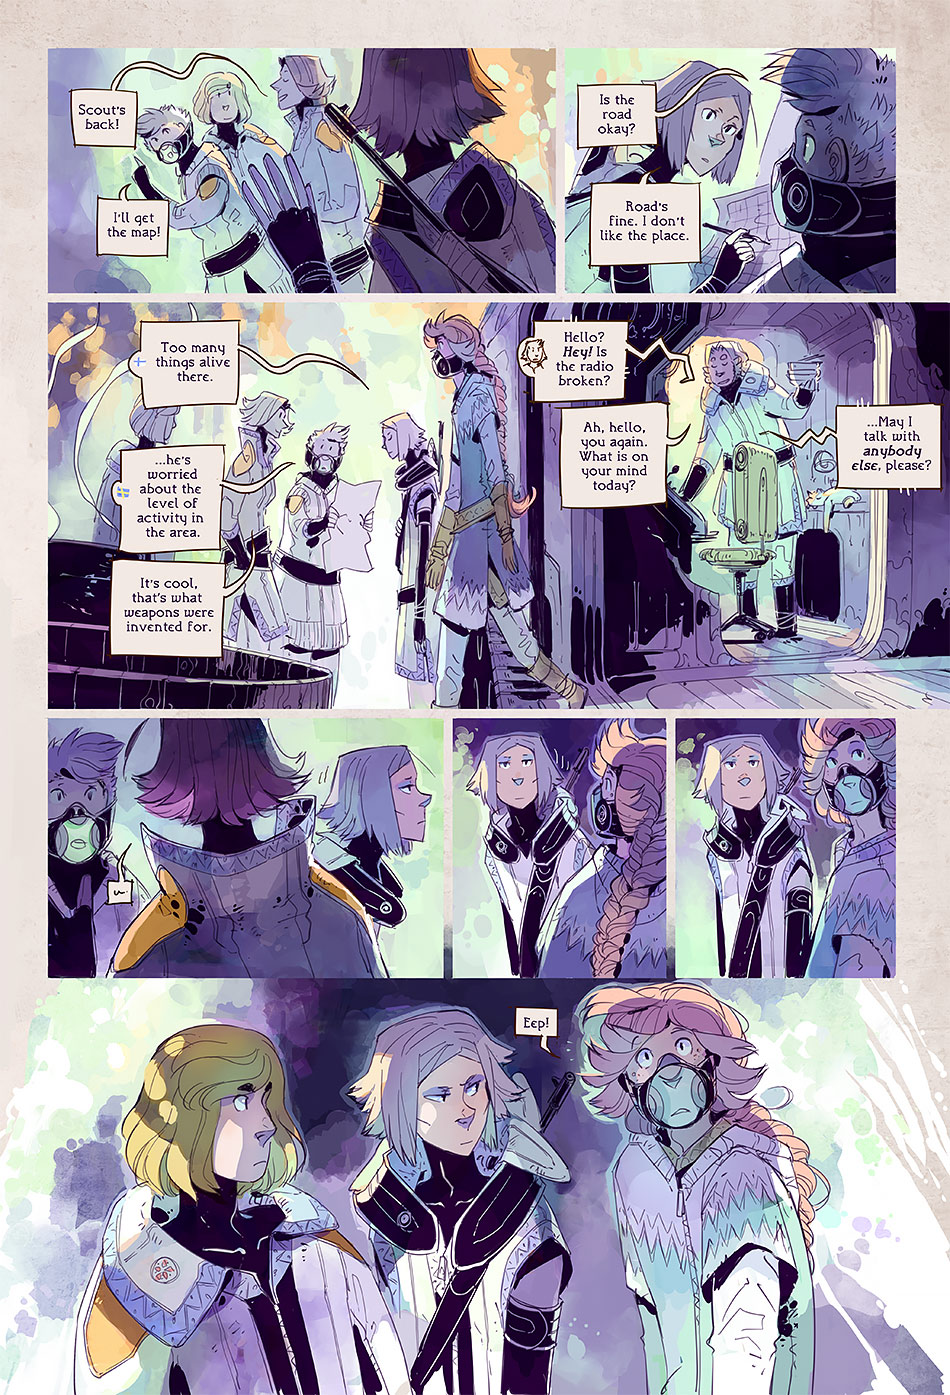 Scout's
back!
I'll get
the map!
Is the
road
okay?
Road's
fine. I don't
like the place.
Too many
things alive
there.
...he's
worried
about the
level of
activity in
the area.
It's cool,
that's what
weapons were
invented for.
Hello?
Hey! Is
the radio
broken?
Ah, hello,
you again.
What is on
your mind
today?
...May I
talk with
anybody
else, please?
Eep!